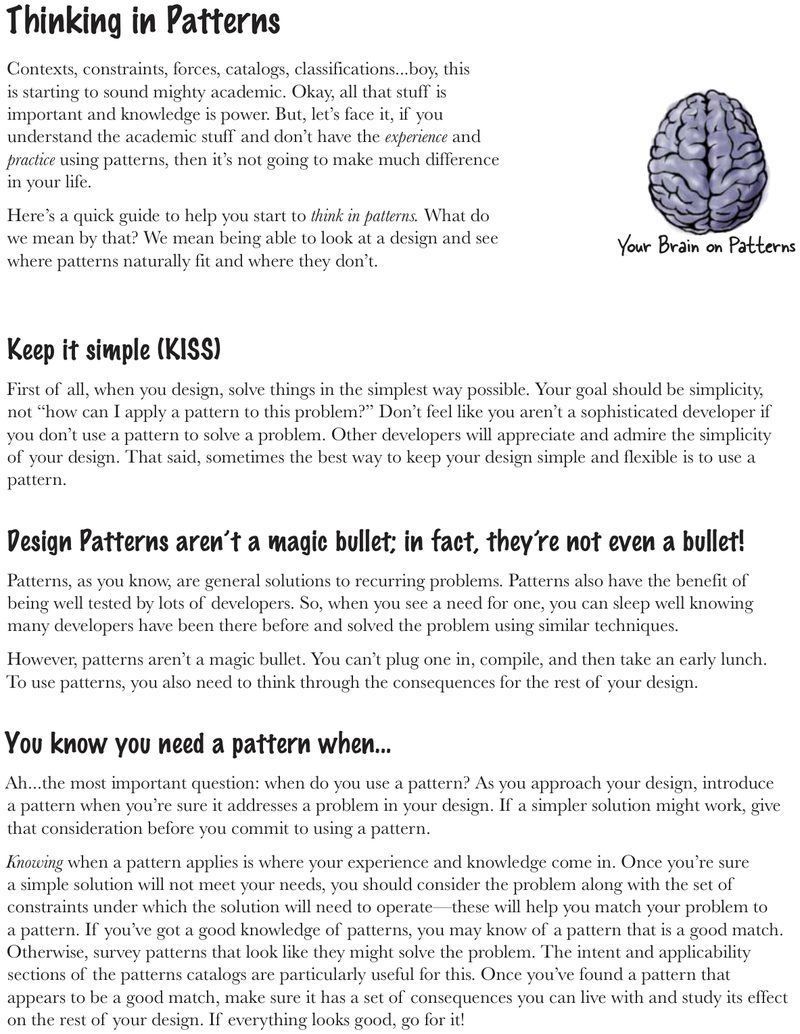 Thinking in Patterns
Contexts, constraints, forces, catalogs, classifications...boy, this
is starting to sound mighty academic. Okay, all that stuff is
important and knowledge is power. But, let’s face it, if you
understand the academic stuff and don’t have the experience and
practice using patterns, then it’s not going to make much difference
in your life.
Here’s a quick guide to help you start to think in patterns. What do
we mean by that? We mean being able to look at a design and see
where patterns naturally fit and where they don’t.
Your Brain on Patterns
Keep it simple (KISS)
First of all, when you design, solve things in the simplest way possible. Your goal should be simplicity,
not “how can I apply a pattern to this problem?” Don’t feel like you aren’t a sophisticated developer if
you don’t use a pattern to solve a problem. Other developers will appreciate and admire the simplicity
of your design. That said, sometimes the best way to keep your design simple and flexible is to use a
pattern.
Design Patterns aren’t a magic bullet; in fact, they’re not even a bullet!
Patterns, as you know, are general solutions to recurring problems. Patterns also have the benefit of
being well tested by lots of developers. So, when you see a need for one, you can sleep well knowing
many developers have been there before and solved the problem using similar techniques.
However, patterns aren’t a magic bullet. You can’t plug one in, compile, and then take an early lunch.
To use patterns, you also need to think through the consequences for the rest of your design.
You know you need a pattern when...
Ah...the most important question: when do you use a pattern? As you approach your design, introduce
a pattern when you’re sure it addresses a problem in your design. If a simpler solution might work, give
that consideration before you commit to using a pattern.
Knowing when a pattern applies is where your experience and knowledge come in. Once you’re sure
a simple solution will not meet your needs, you should consider the problem along with the set of
constraints under which the solution will need to operate—these will help you match your problem to
a pattern. If you’ve got a good knowledge of patterns, you may know of a pattern that is a good match.
Otherwise, survey patterns that look like they might solve the problem. The intent and applicability
sections of the patterns catalogs are particularly useful for this. Once you’ve found a pattern that
appears to be a good match, make sure it has a set of consequences you can live with and study its effect
on the rest of your design. If everything looks good, go for it!